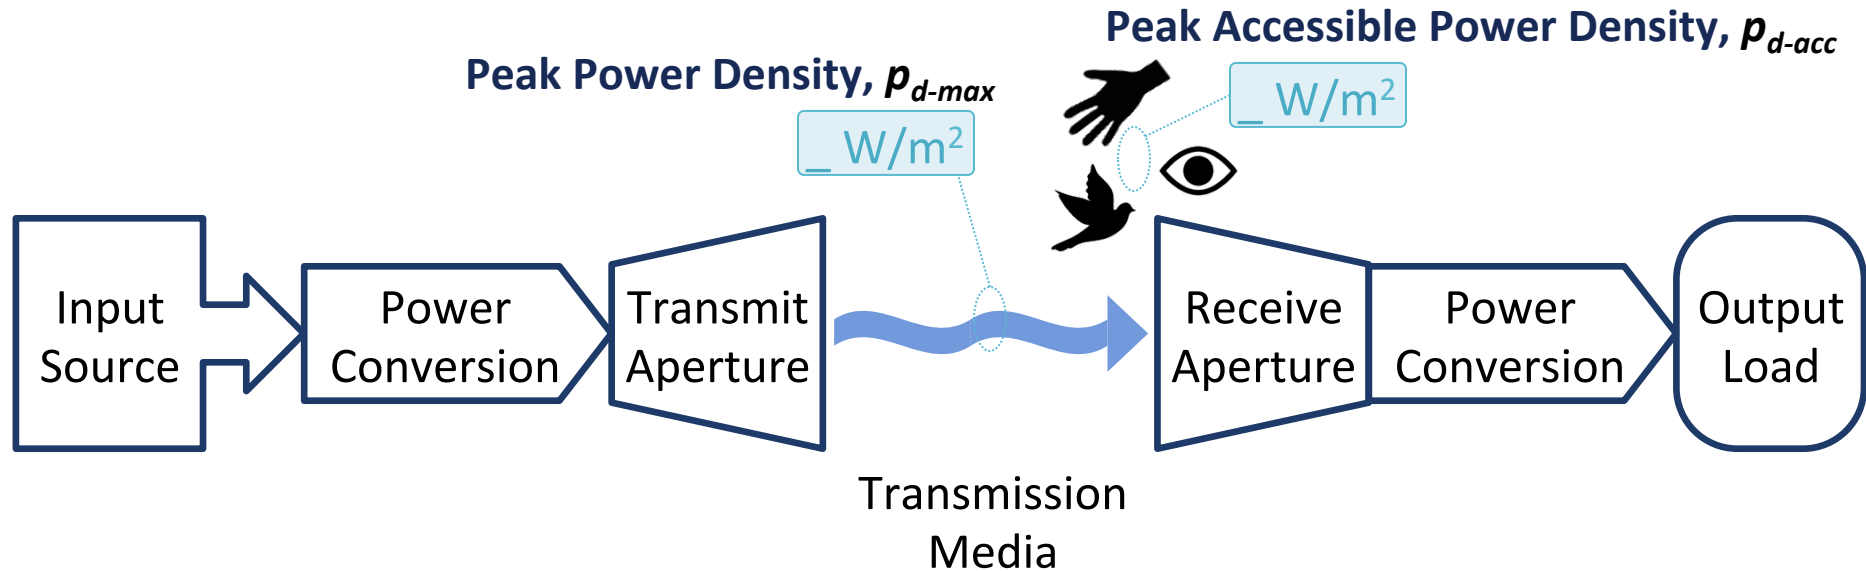 Peak Accessible Power Density, pd-acc
_ W/m²
Peak Power Density, pd-max
_ W/m²
Input
Source
Power
Conversion
Transmit
Aperture
Receive
Aperture
Power
Conversion
Output
Load
Transmission
Media